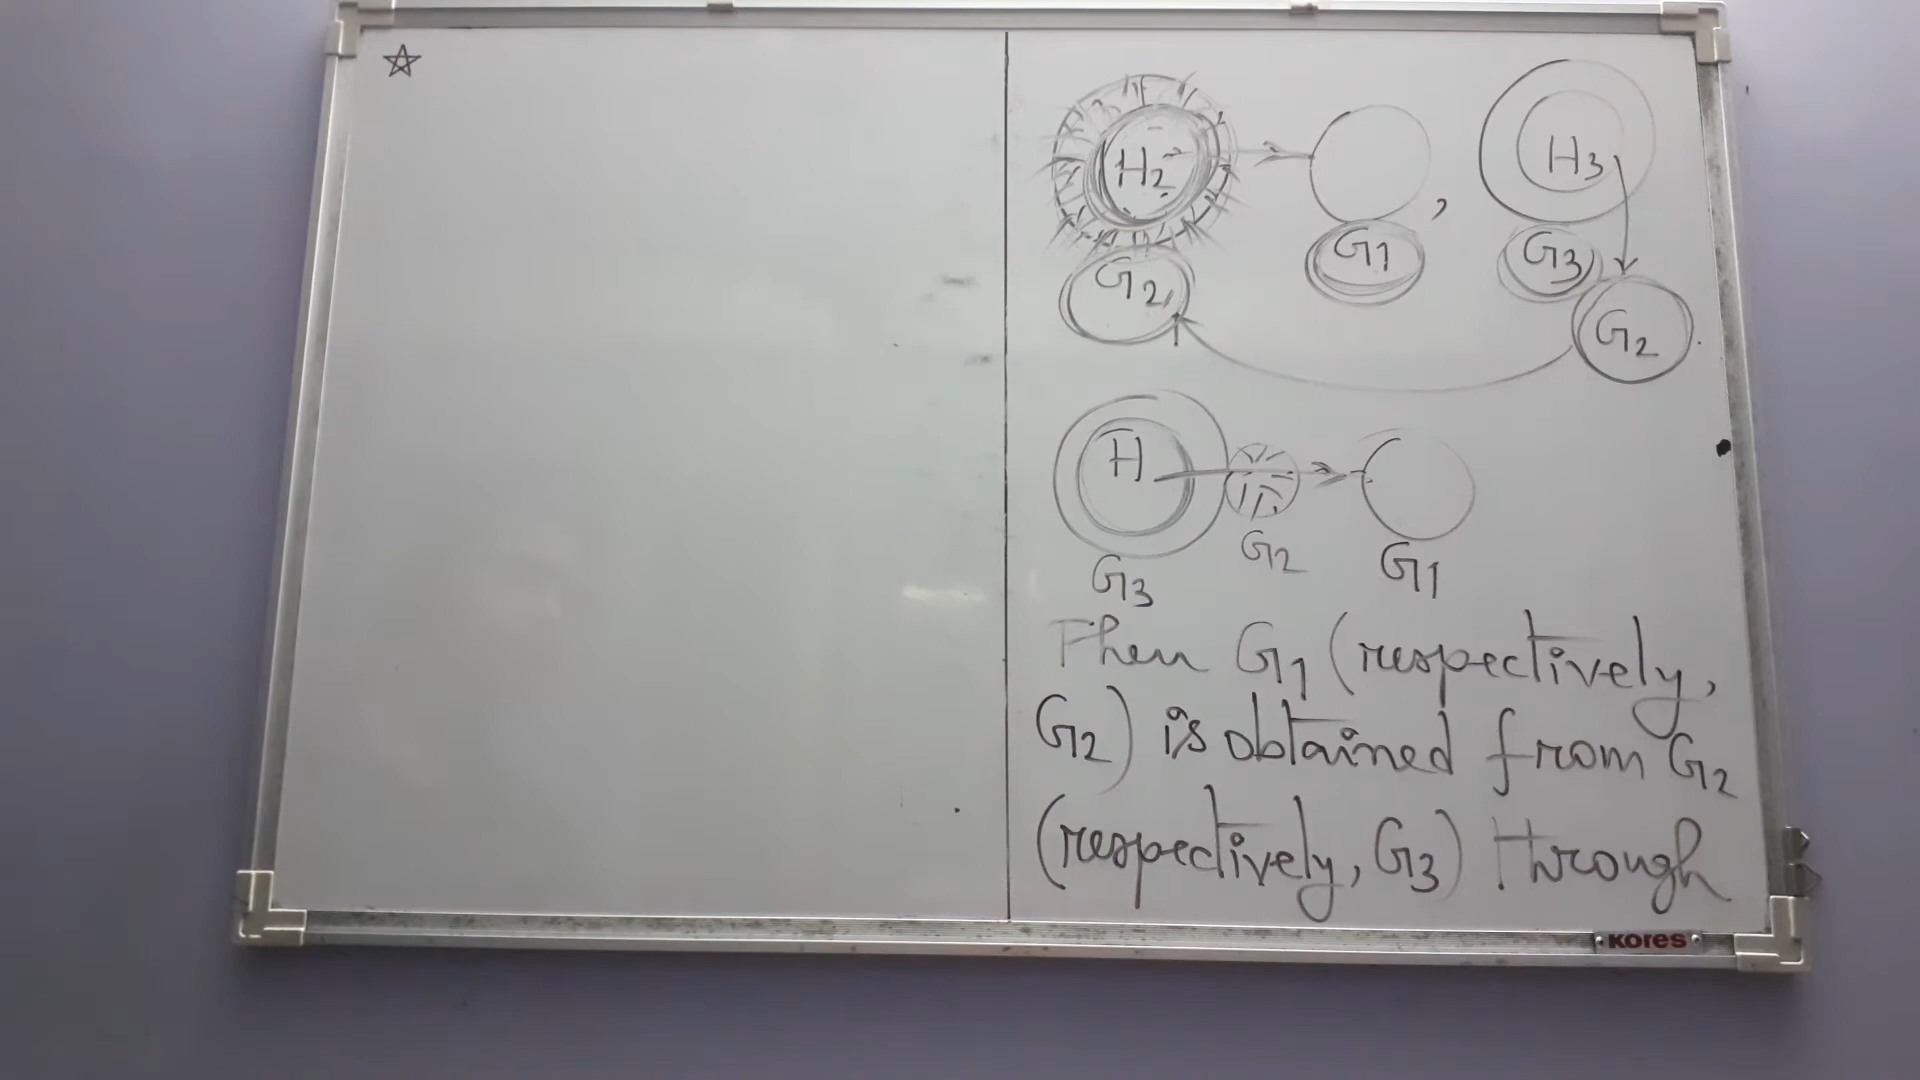 H2
G2
G1
,
H3
G3
G2
H
G3
G2
G1
Then G1 (respectively,
G2) is obtained from G2
(respectively, G3) through
KORES